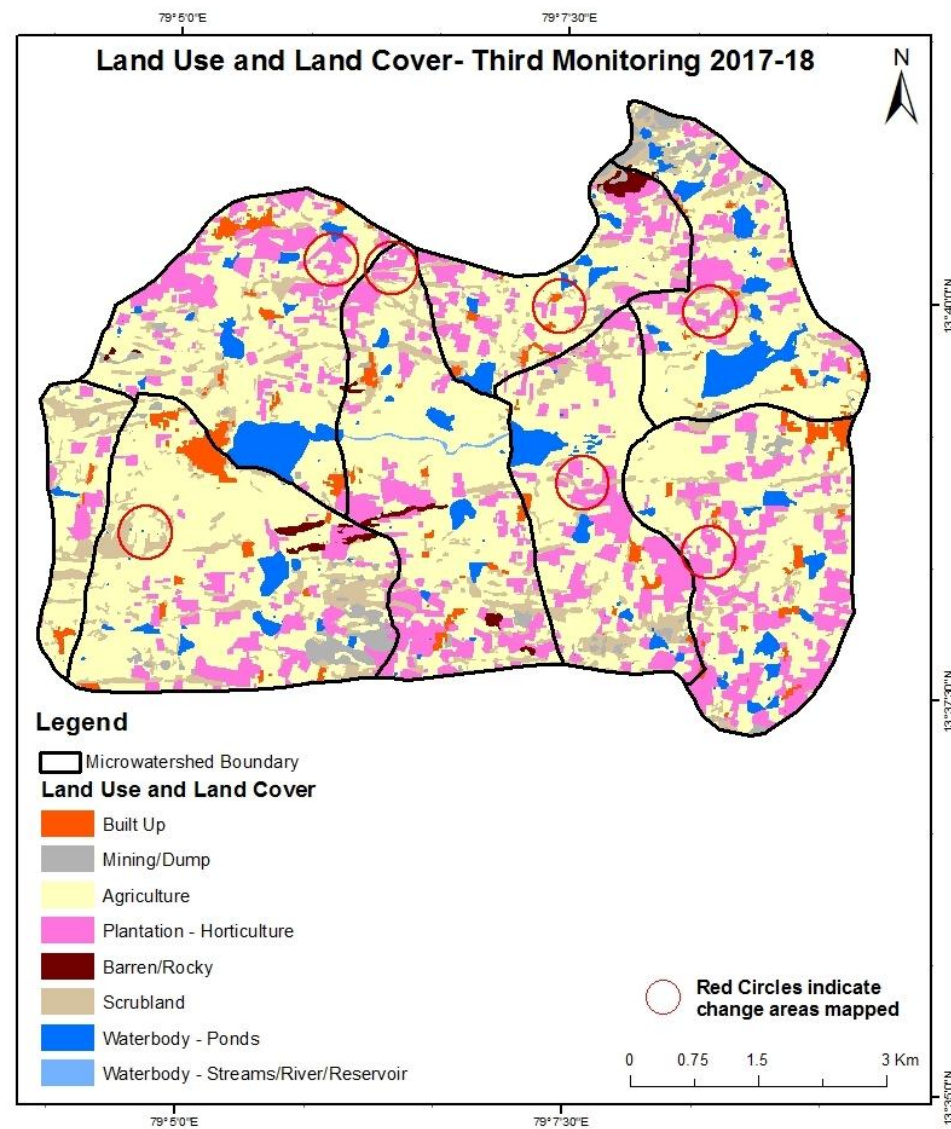 79° 5'0"E
79° 7'30"E
Land Use and Land Cover- Third Monitoring 2017-18
N
13°40'0"N
13°37'30"N
Legend
Microwatershed Boundary
Land Use and Land Cover
Built Up
Mining/Dump
Agriculture
Plantation - Horticulture
Barren/Rocky
Scrubland
Waterbody - Ponds
Waterbody - Streams/River/Reservoir
Red Circles indicate
change areas mapped
0 0.75 1.5 3 Km
13°35'0"N
79° 5'0"E
79° 7'30"E